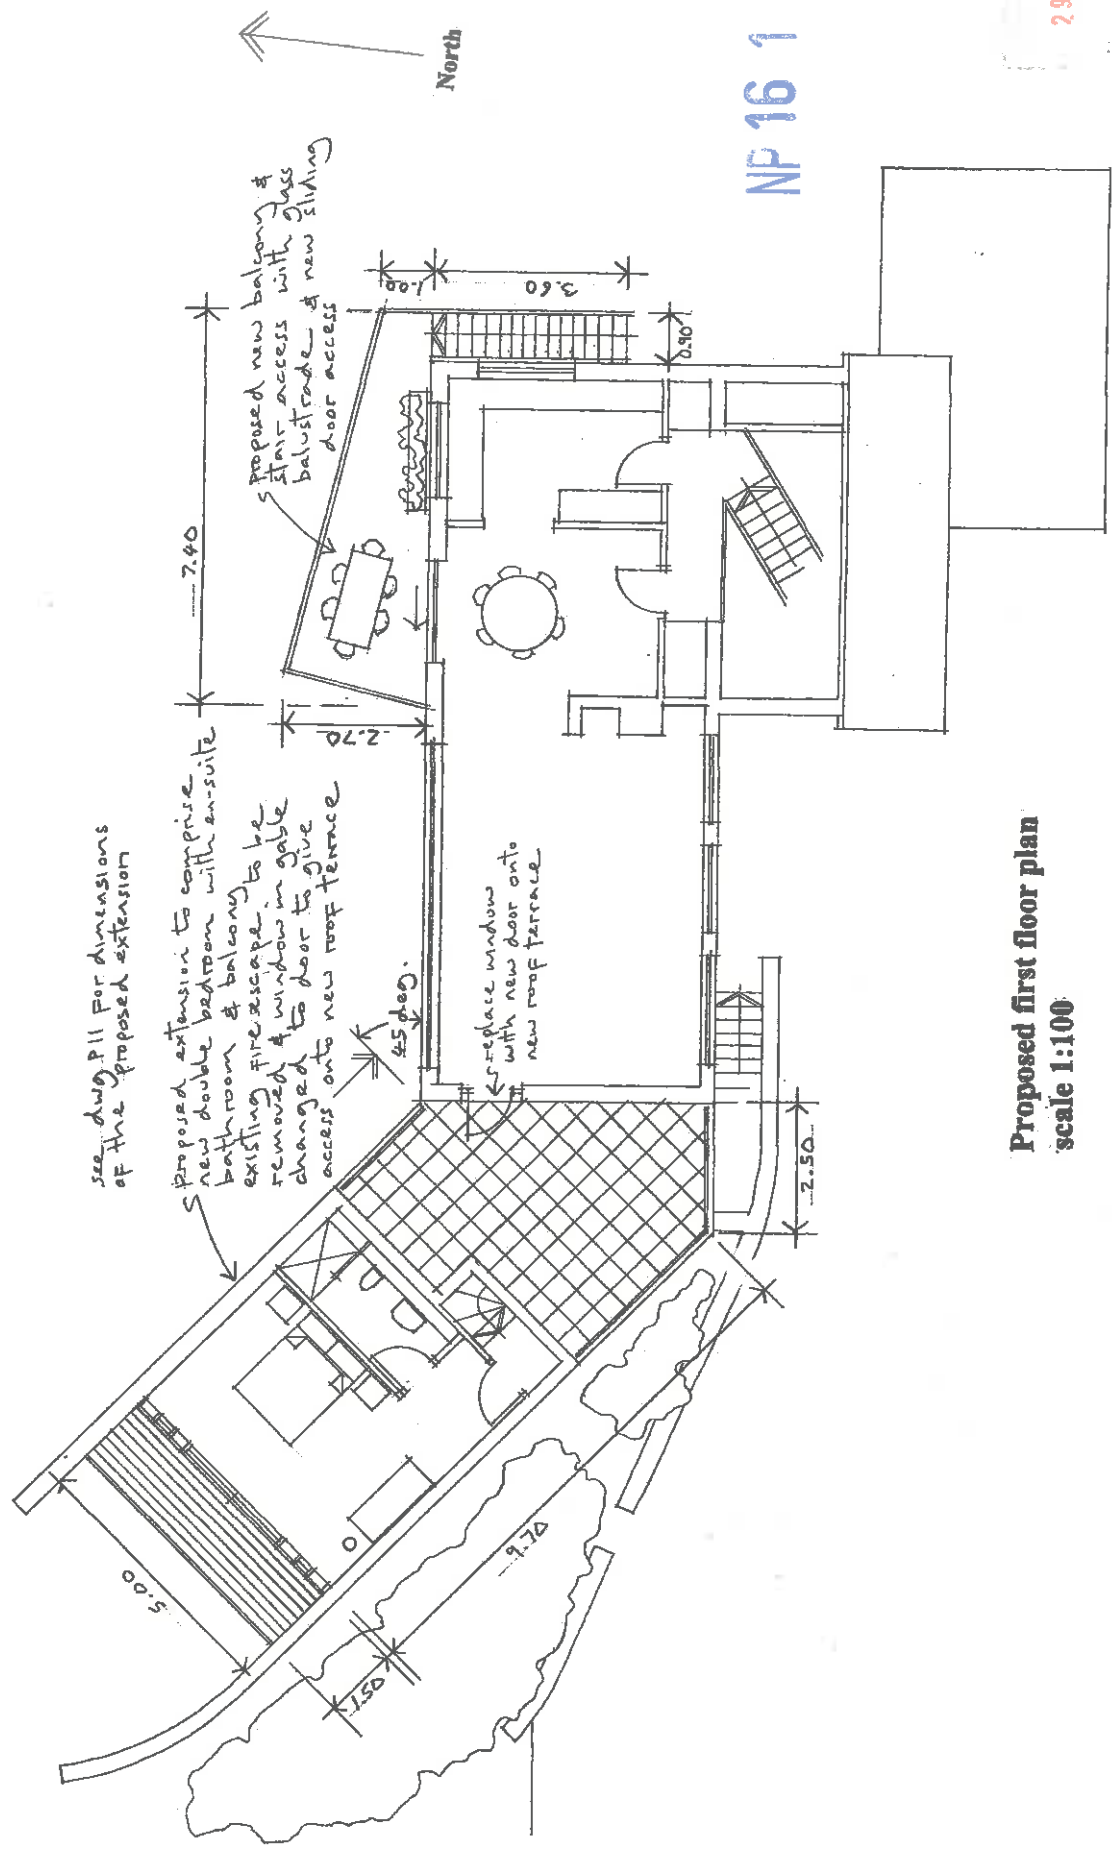 see dwg P11 for dimensions
of the proposed extension
proposed extension to comprise
new double bedroom with en-suite
bathroom & balcony
existing fire escape to be
removed & window in gable
changed to door to give
access onto new roof terrace
45 deg.
replace window
with new door onto
new roof terrace
proposed new balcony &
stair access with glass
balustrade & new sliding
door access
7.40
2.70
1.00
3.60
0.90
2.50
9.70
1.50
5.00
North
NP 16 1
29
Proposed first floor plan
scale 1:100